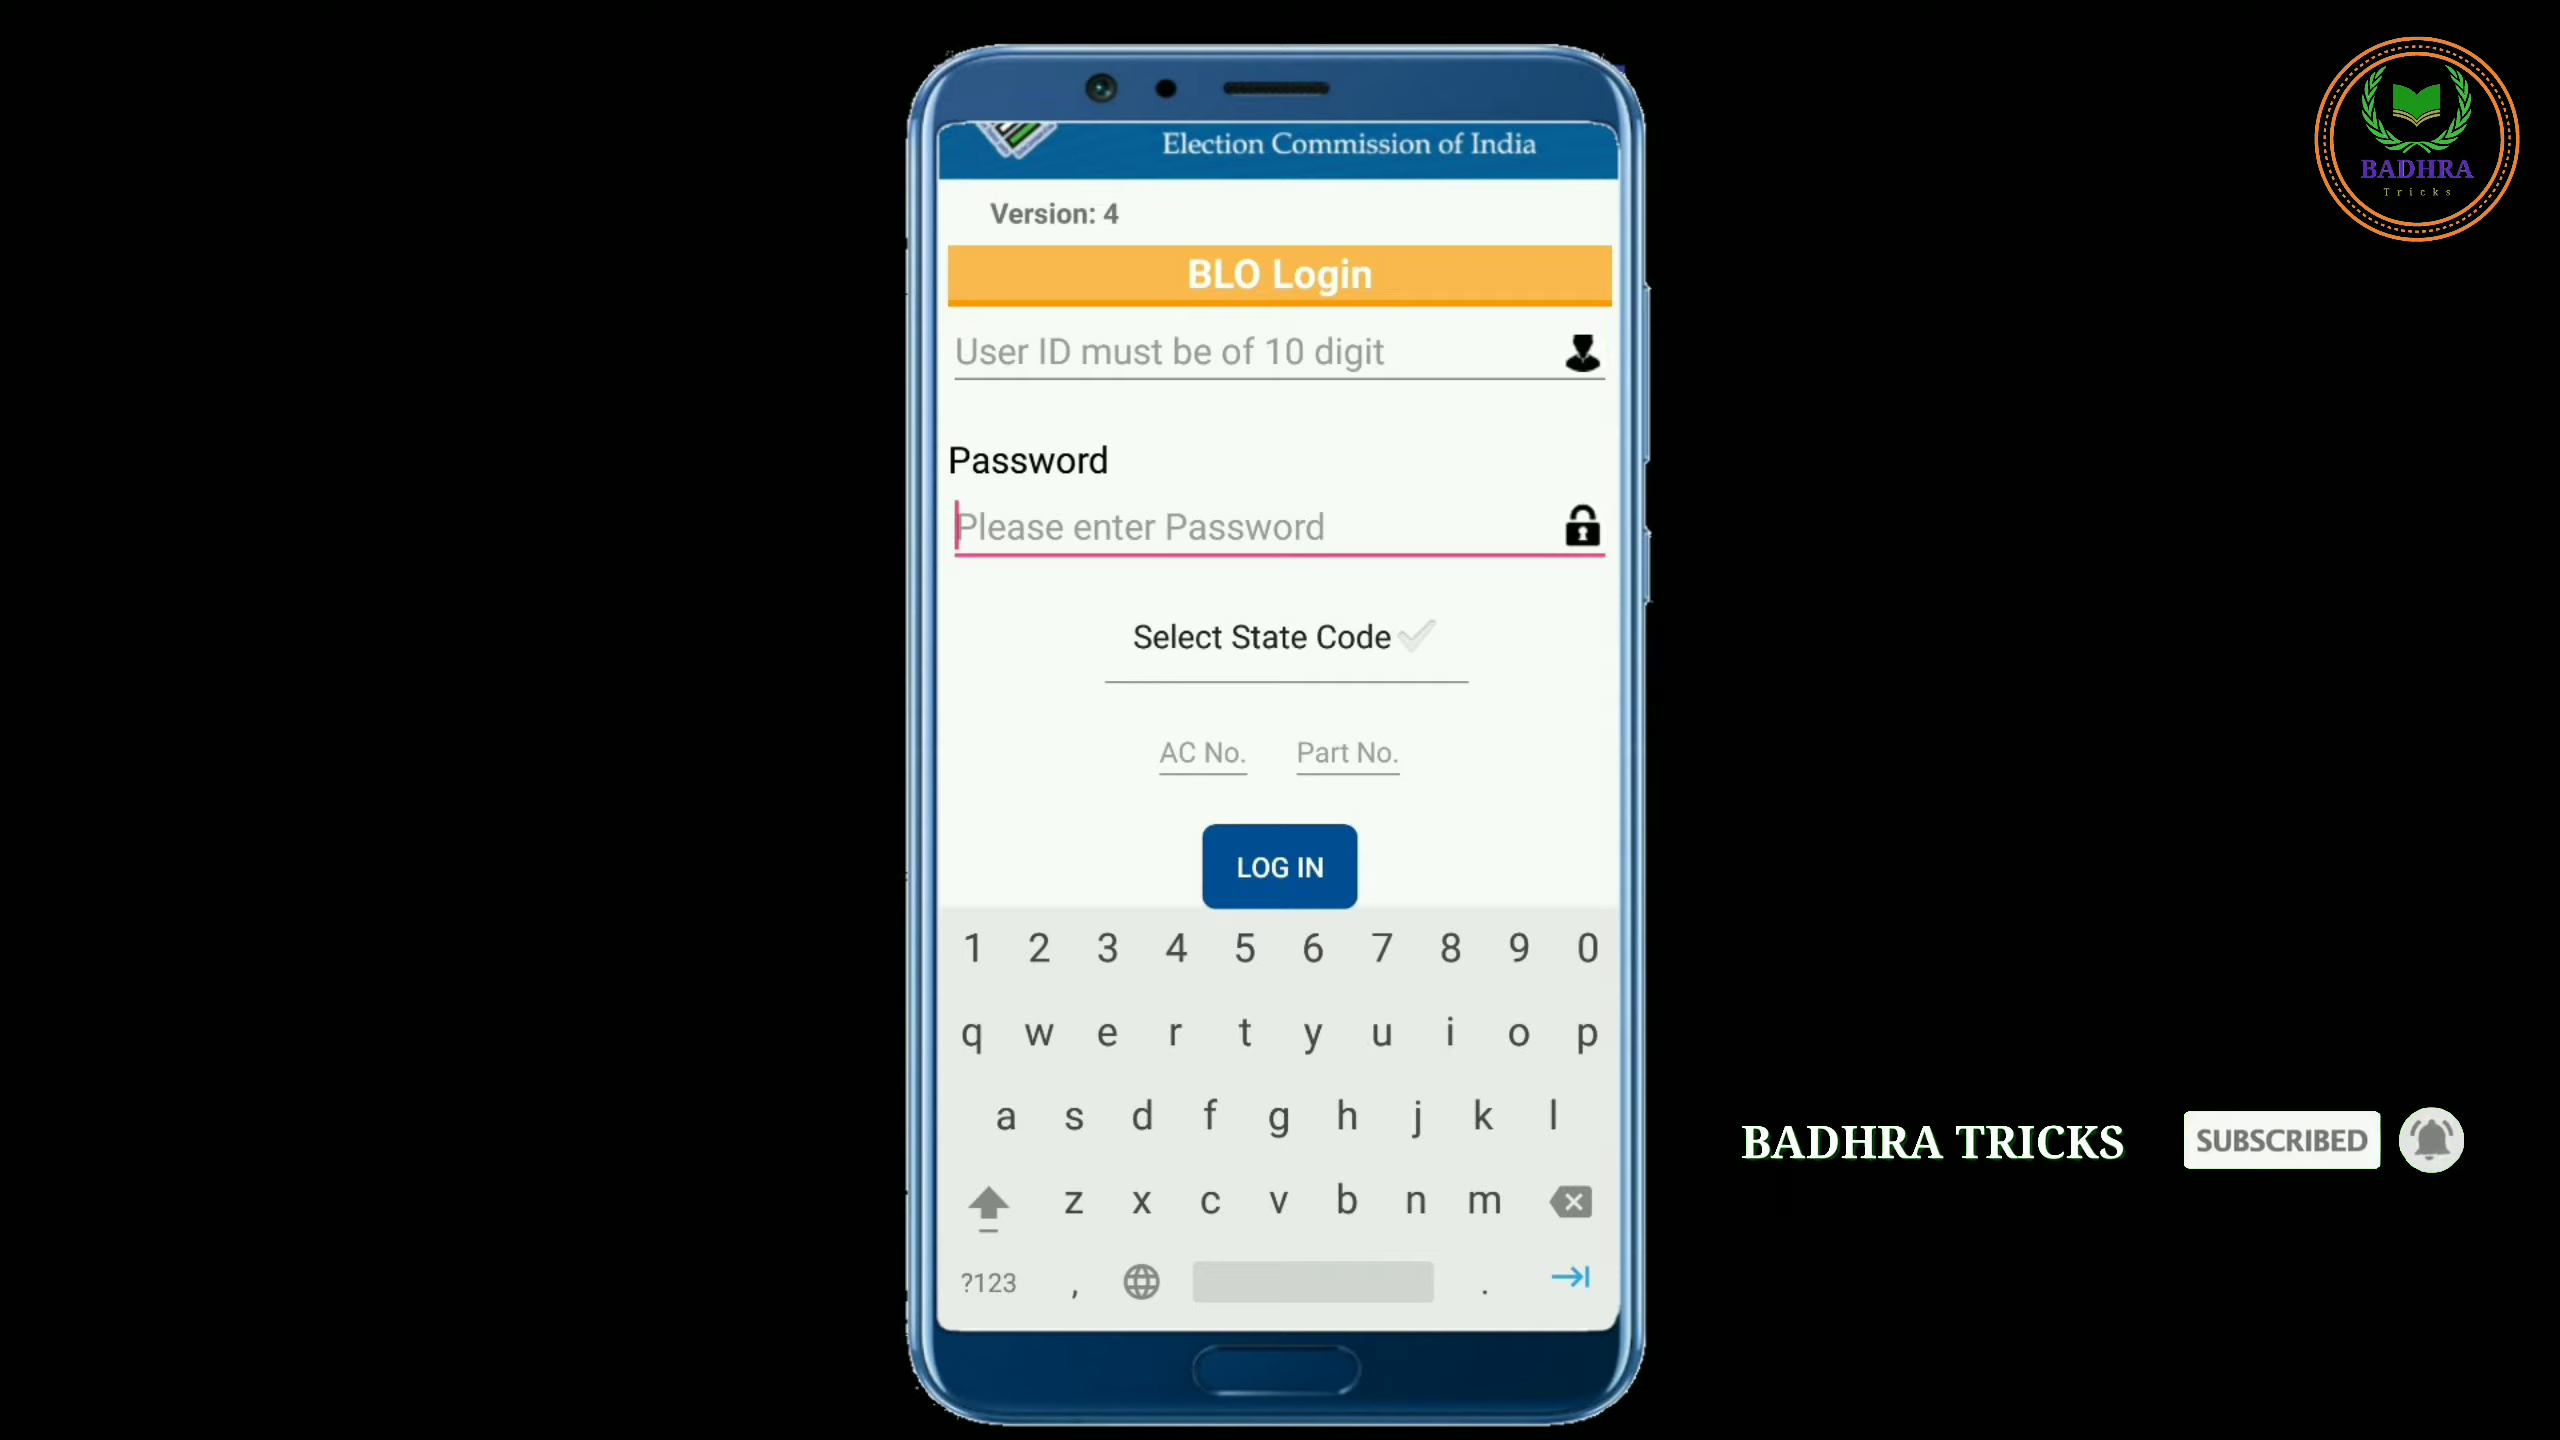 Election Commission of India
Version: 4
BLO Login
User ID must be of 10 digit
Password
Please enter Password
Select State Code
AC No. Part No.
LOG IN
1 2 3 4 5 6 7 8 9 0
q w e r t y u i o p
a s d f g h j k l
z x c v b n m
?123 , .
BADHRA
Tricks
BADHRA TRICKS
SUBSCRIBED